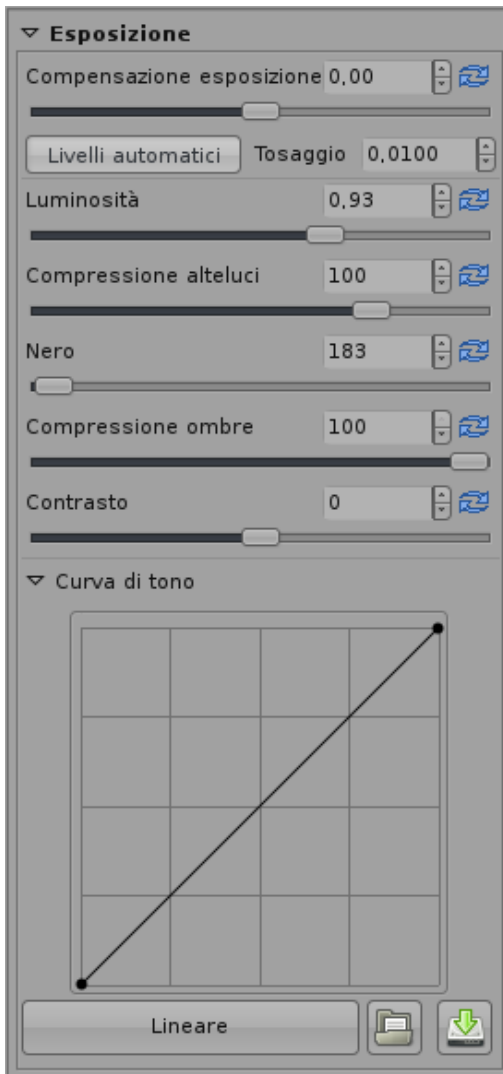 Esposizione
Compensazione esposizione 0,00
Livelli automatici Tosaggio 0,0100
Luminosità 0,93
Compressione alteluci 100
Nero 183
Compressione ombre 100
Contrasto 0
Curva di tono
Lineare